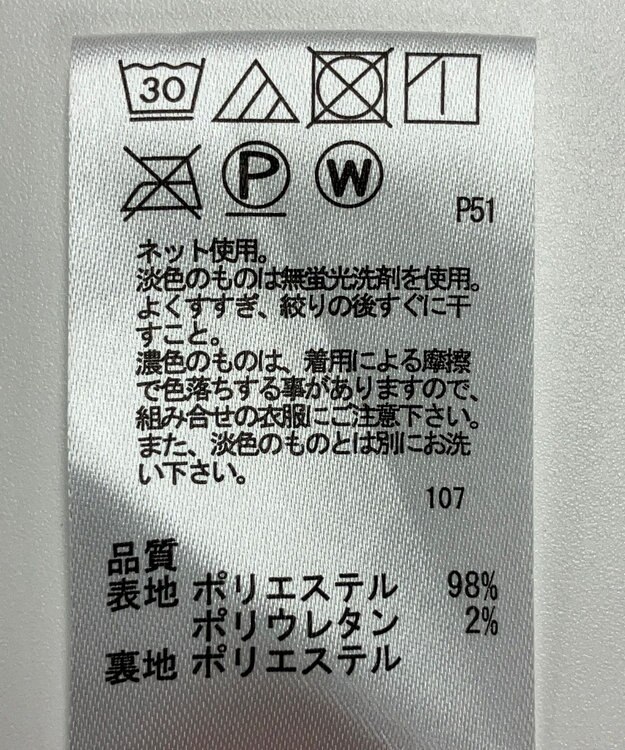 30
P W
P51
ネット使用。
淡色のものは無蛍光洗剤を使用。
よくすすぎ、絞りの後すぐに干
すこと。
濃色のものは、着用による摩擦
で色落ちする事がありますので、
組み合せの衣服にご注意下さい。
また、淡色のものとは別にお洗
い下さい。
107
品質
表地 ポリエステル 98%
ポリウレタン 2%
裏地 ポリエステル